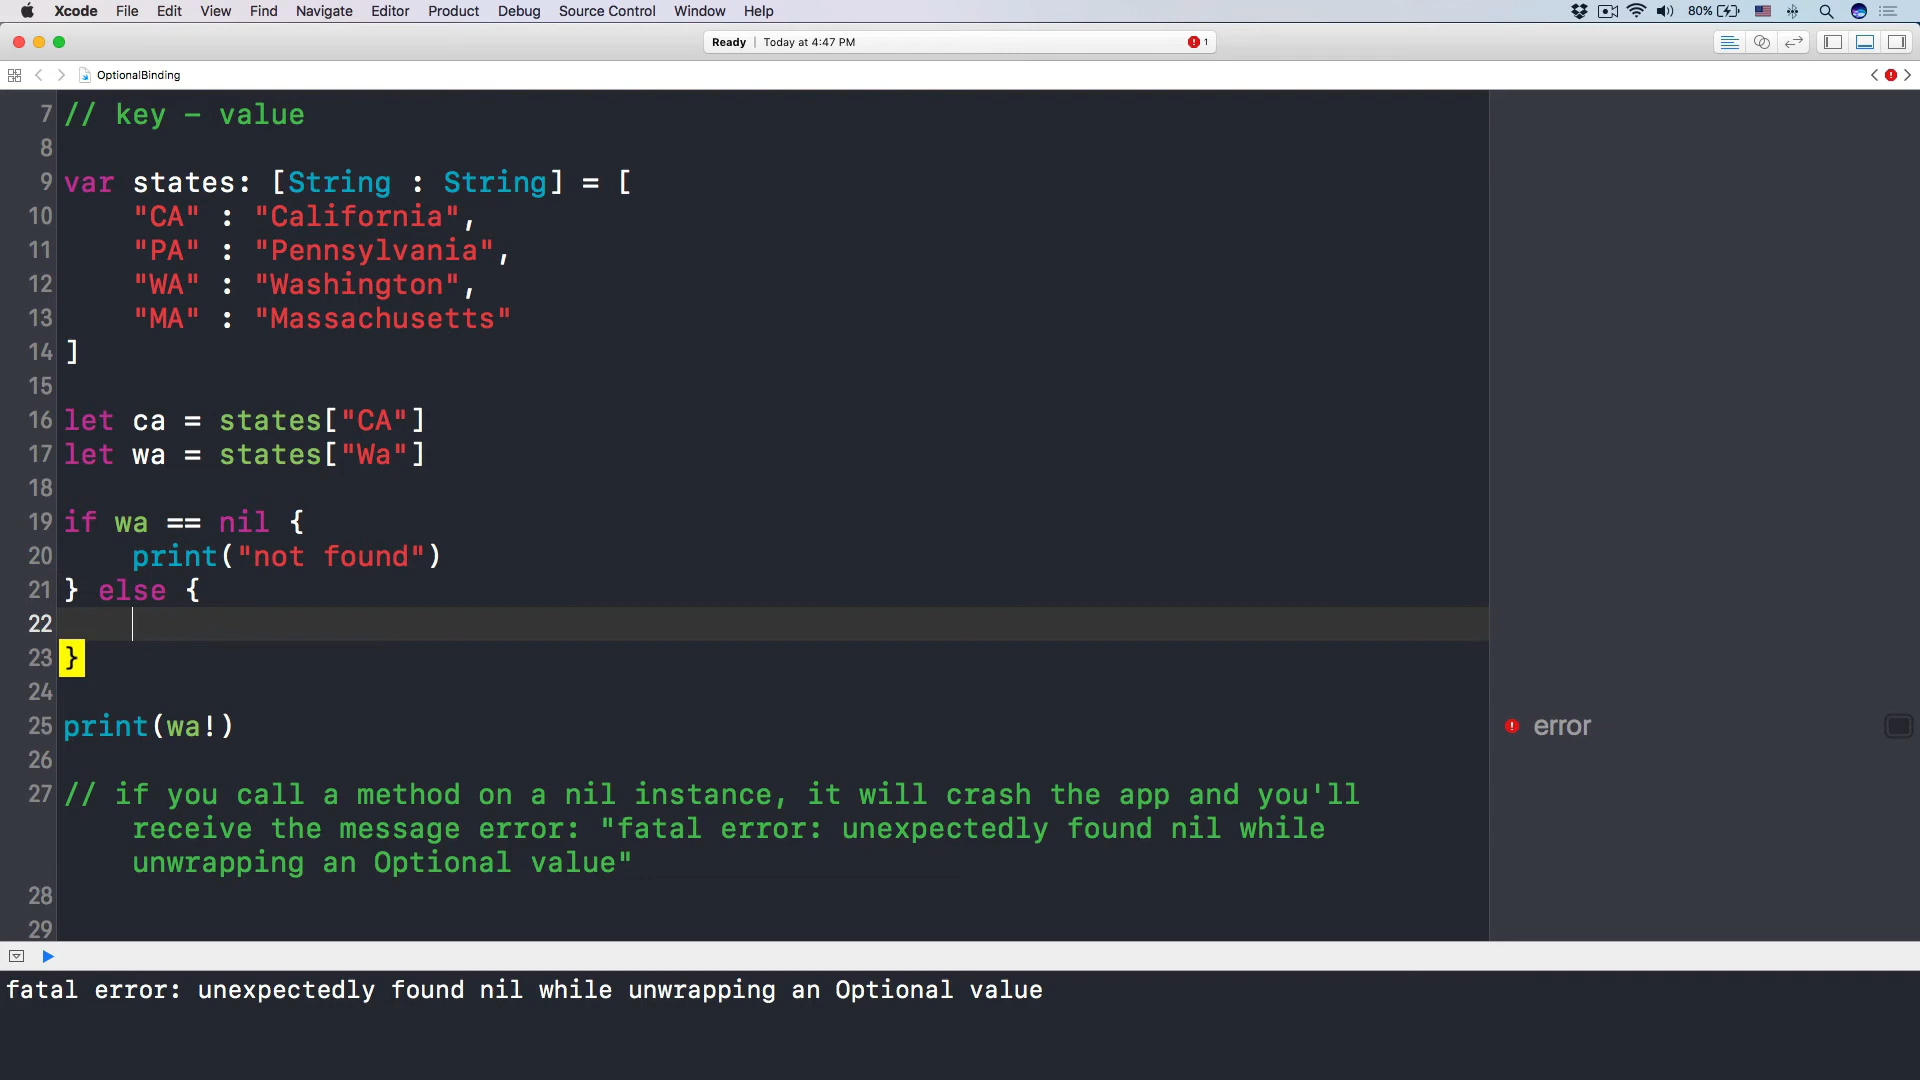 Xcode File Edit View Find Navigate Editor Product Debug Source Control Window Help 80%
Ready | Today at 4:47 PM 1
OptionalBinding
7 // key - value
8
9 var states: [String : String] = [
10 "CA" : "California",
11 "PA" : "Pennsylvania",
12 "WA" : "Washington",
13 "MA" : "Massachusetts"
14 ]
15
16 let ca = states["CA"]
17 let wa = states["Wa"]
18
19 if wa == nil {
20 print("not found")
21 } else {
22
23 }
24
25 print(wa!) error
26
27 // if you call a method on a nil instance, it will crash the app and you'll
receive the message error: "fatal error: unexpectedly found nil while
unwrapping an Optional value"
28
29
fatal error: unexpectedly found nil while unwrapping an Optional value